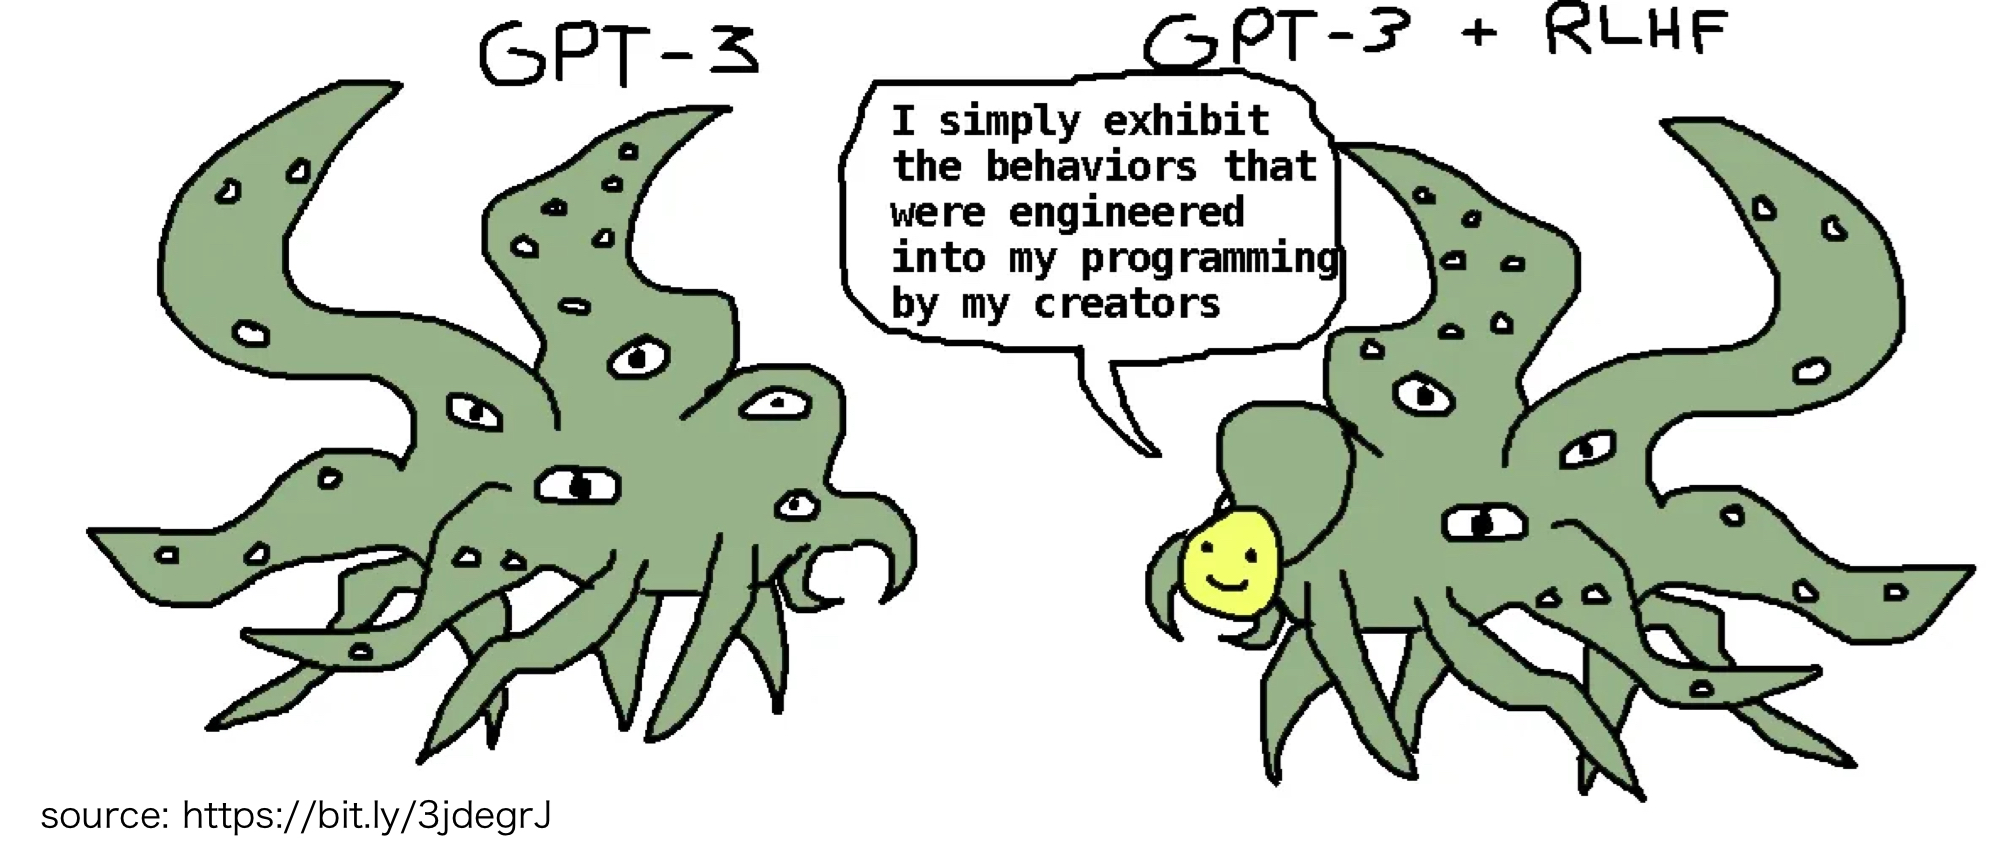 GPT-3
GPT-3 + RLHF
I simply exhibit
the behaviors that
were engineered
into my programming
by my creators
source: https://bit.ly/3jdegrJ